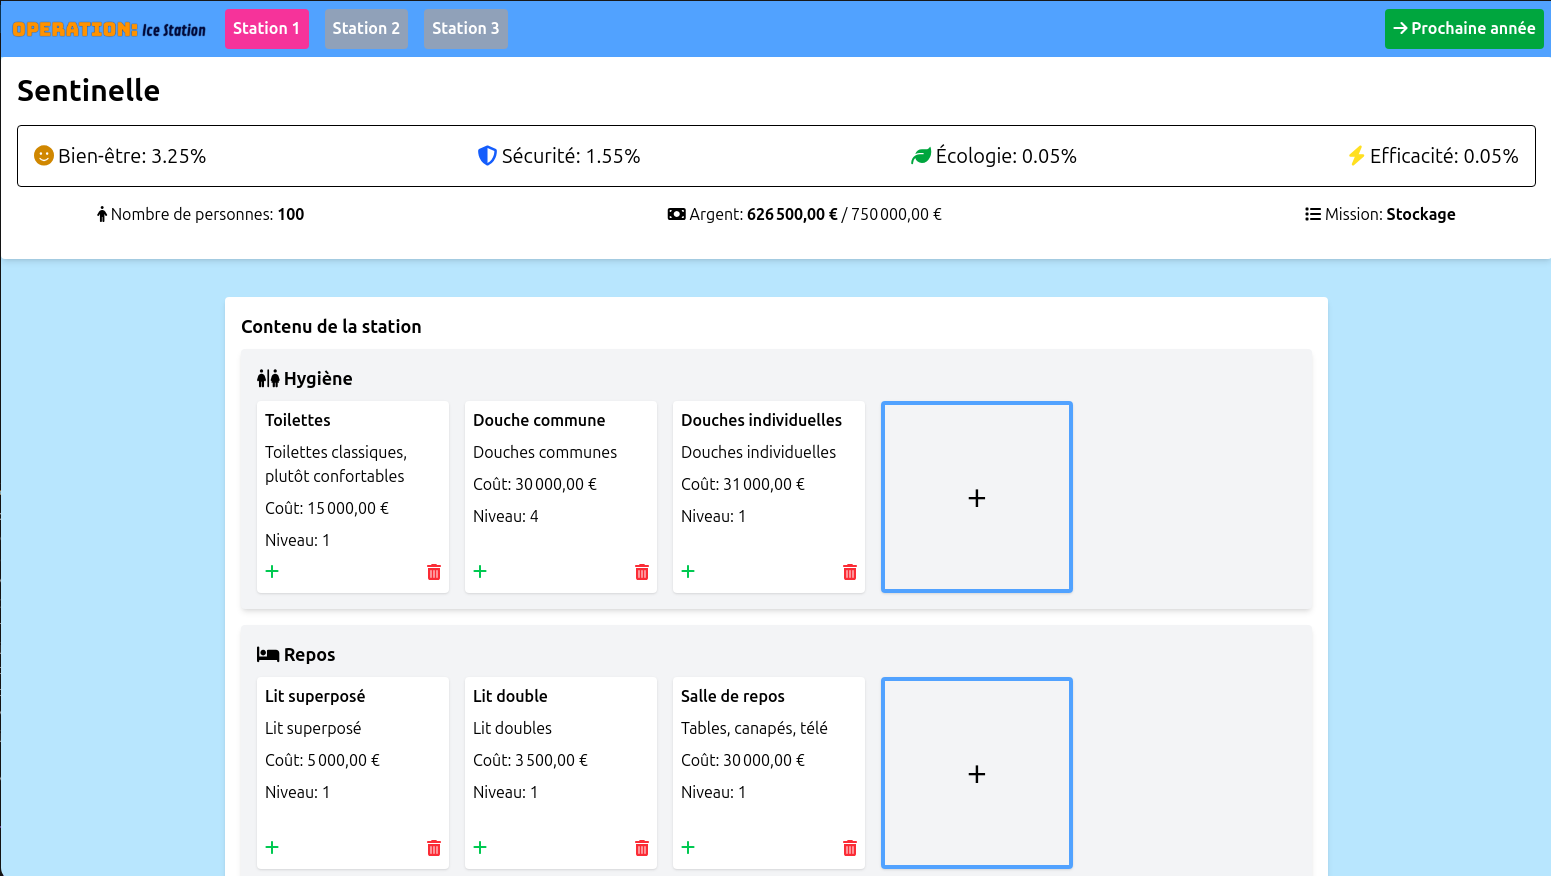 OPERATION: Ice Station
Station 1
Station 2
Station 3
Prochaine année
Sentinelle
Bien-être: 3.25%
Sécurité: 1.55%
Écologie: 0.05%
Efficacité: 0.05%
Nombre de personnes: 100
Argent: 626 500,00 € / 750 000,00 €
Mission: Stockage
Contenu de la station
Hygiène
Toilettes
Toilettes classiques,
plutôt confortables
Coût: 15 000,00 €
Niveau: 1
Douche commune
Douches communes
Coût: 30 000,00 €
Niveau: 4
Douches individuelles
Douches individuelles
Coût: 31 000,00 €
Niveau: 1
Repos
Lit superposé
Lit superposé
Coût: 5 000,00 €
Niveau: 1
Lit double
Lit doubles
Coût: 3 500,00 €
Niveau: 1
Salle de repos
Tables, canapés, télé
Coût: 30 000,00 €
Niveau: 1